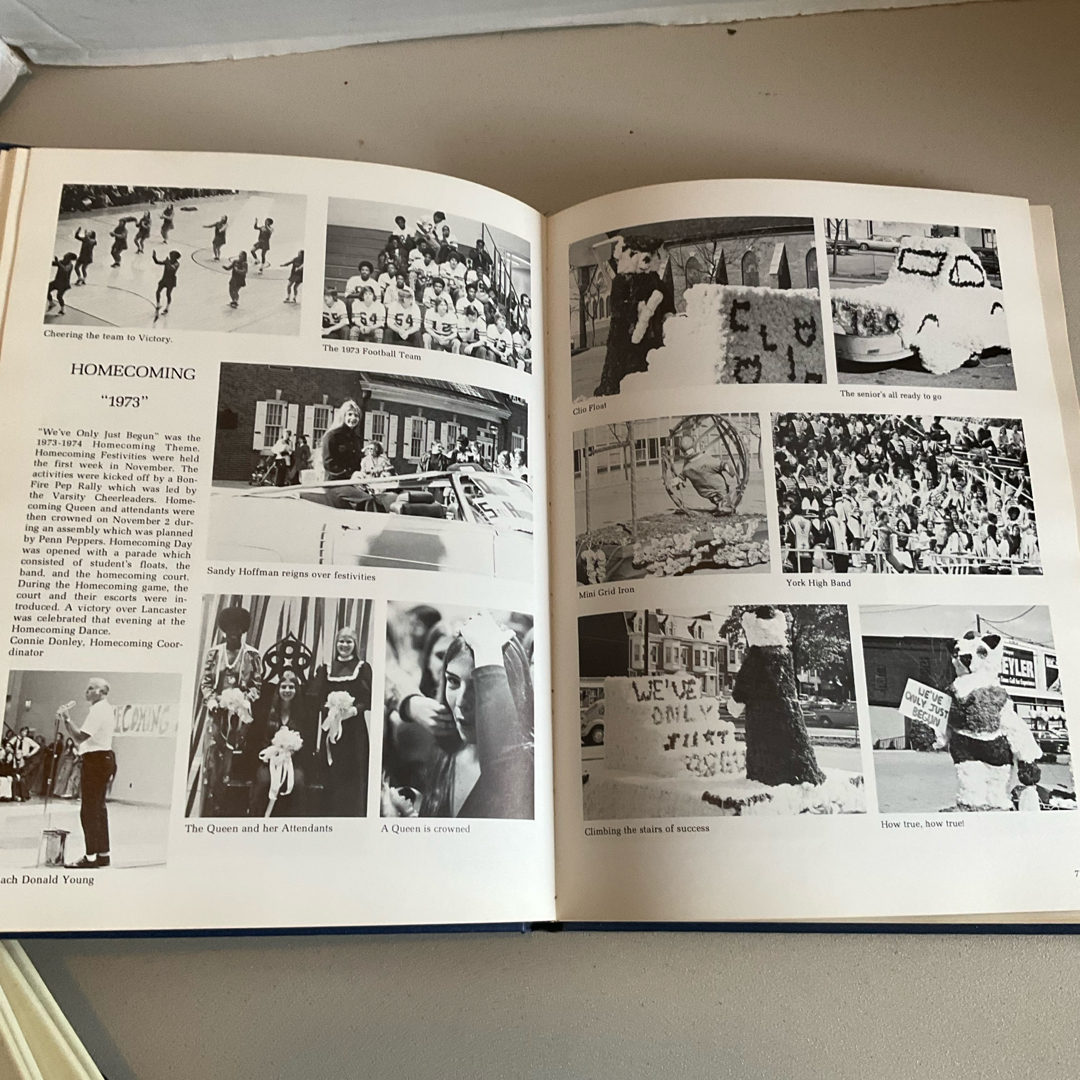 Cheering the team to Victory.
The 1973 Football Team
HOMECOMING
"1973"
"We've Only Just Begun" was the
1973-1974 Homecoming Theme.
Homecoming Festivities were held
the first week in November. The
activities were kicked off by a Bon-
Fire Pep Rally which was led by
the Varsity Cheerleaders. Home-
coming Queen and attendants were
then crowned on November 2 dur-
ing an assembly which was planned
by Penn Peppers. Homecoming Day
was opened with a parade which
consisted of student's floats, the
band, and the homecoming court.
During the Homecoming game, the
court and their escorts were in-
troduced. A victory over Lancaster
was celebrated that evening at the
Homecoming Dance.
Connie Donley, Homecoming Coor-
dinator
Sandy Hoffman reigns over festivities
The Queen and her Attendants
A Queen is crowned
ECOMING
ach Donald Young
64
54
12
Clio Float
The senior's all ready to go
Mini Grid Iron
York High Band
WE'VE
ONLY
JUST
Climbing the stairs of success
WE'VE
ONLY JUST
BEGUN
EYLER
How true, how true!
7